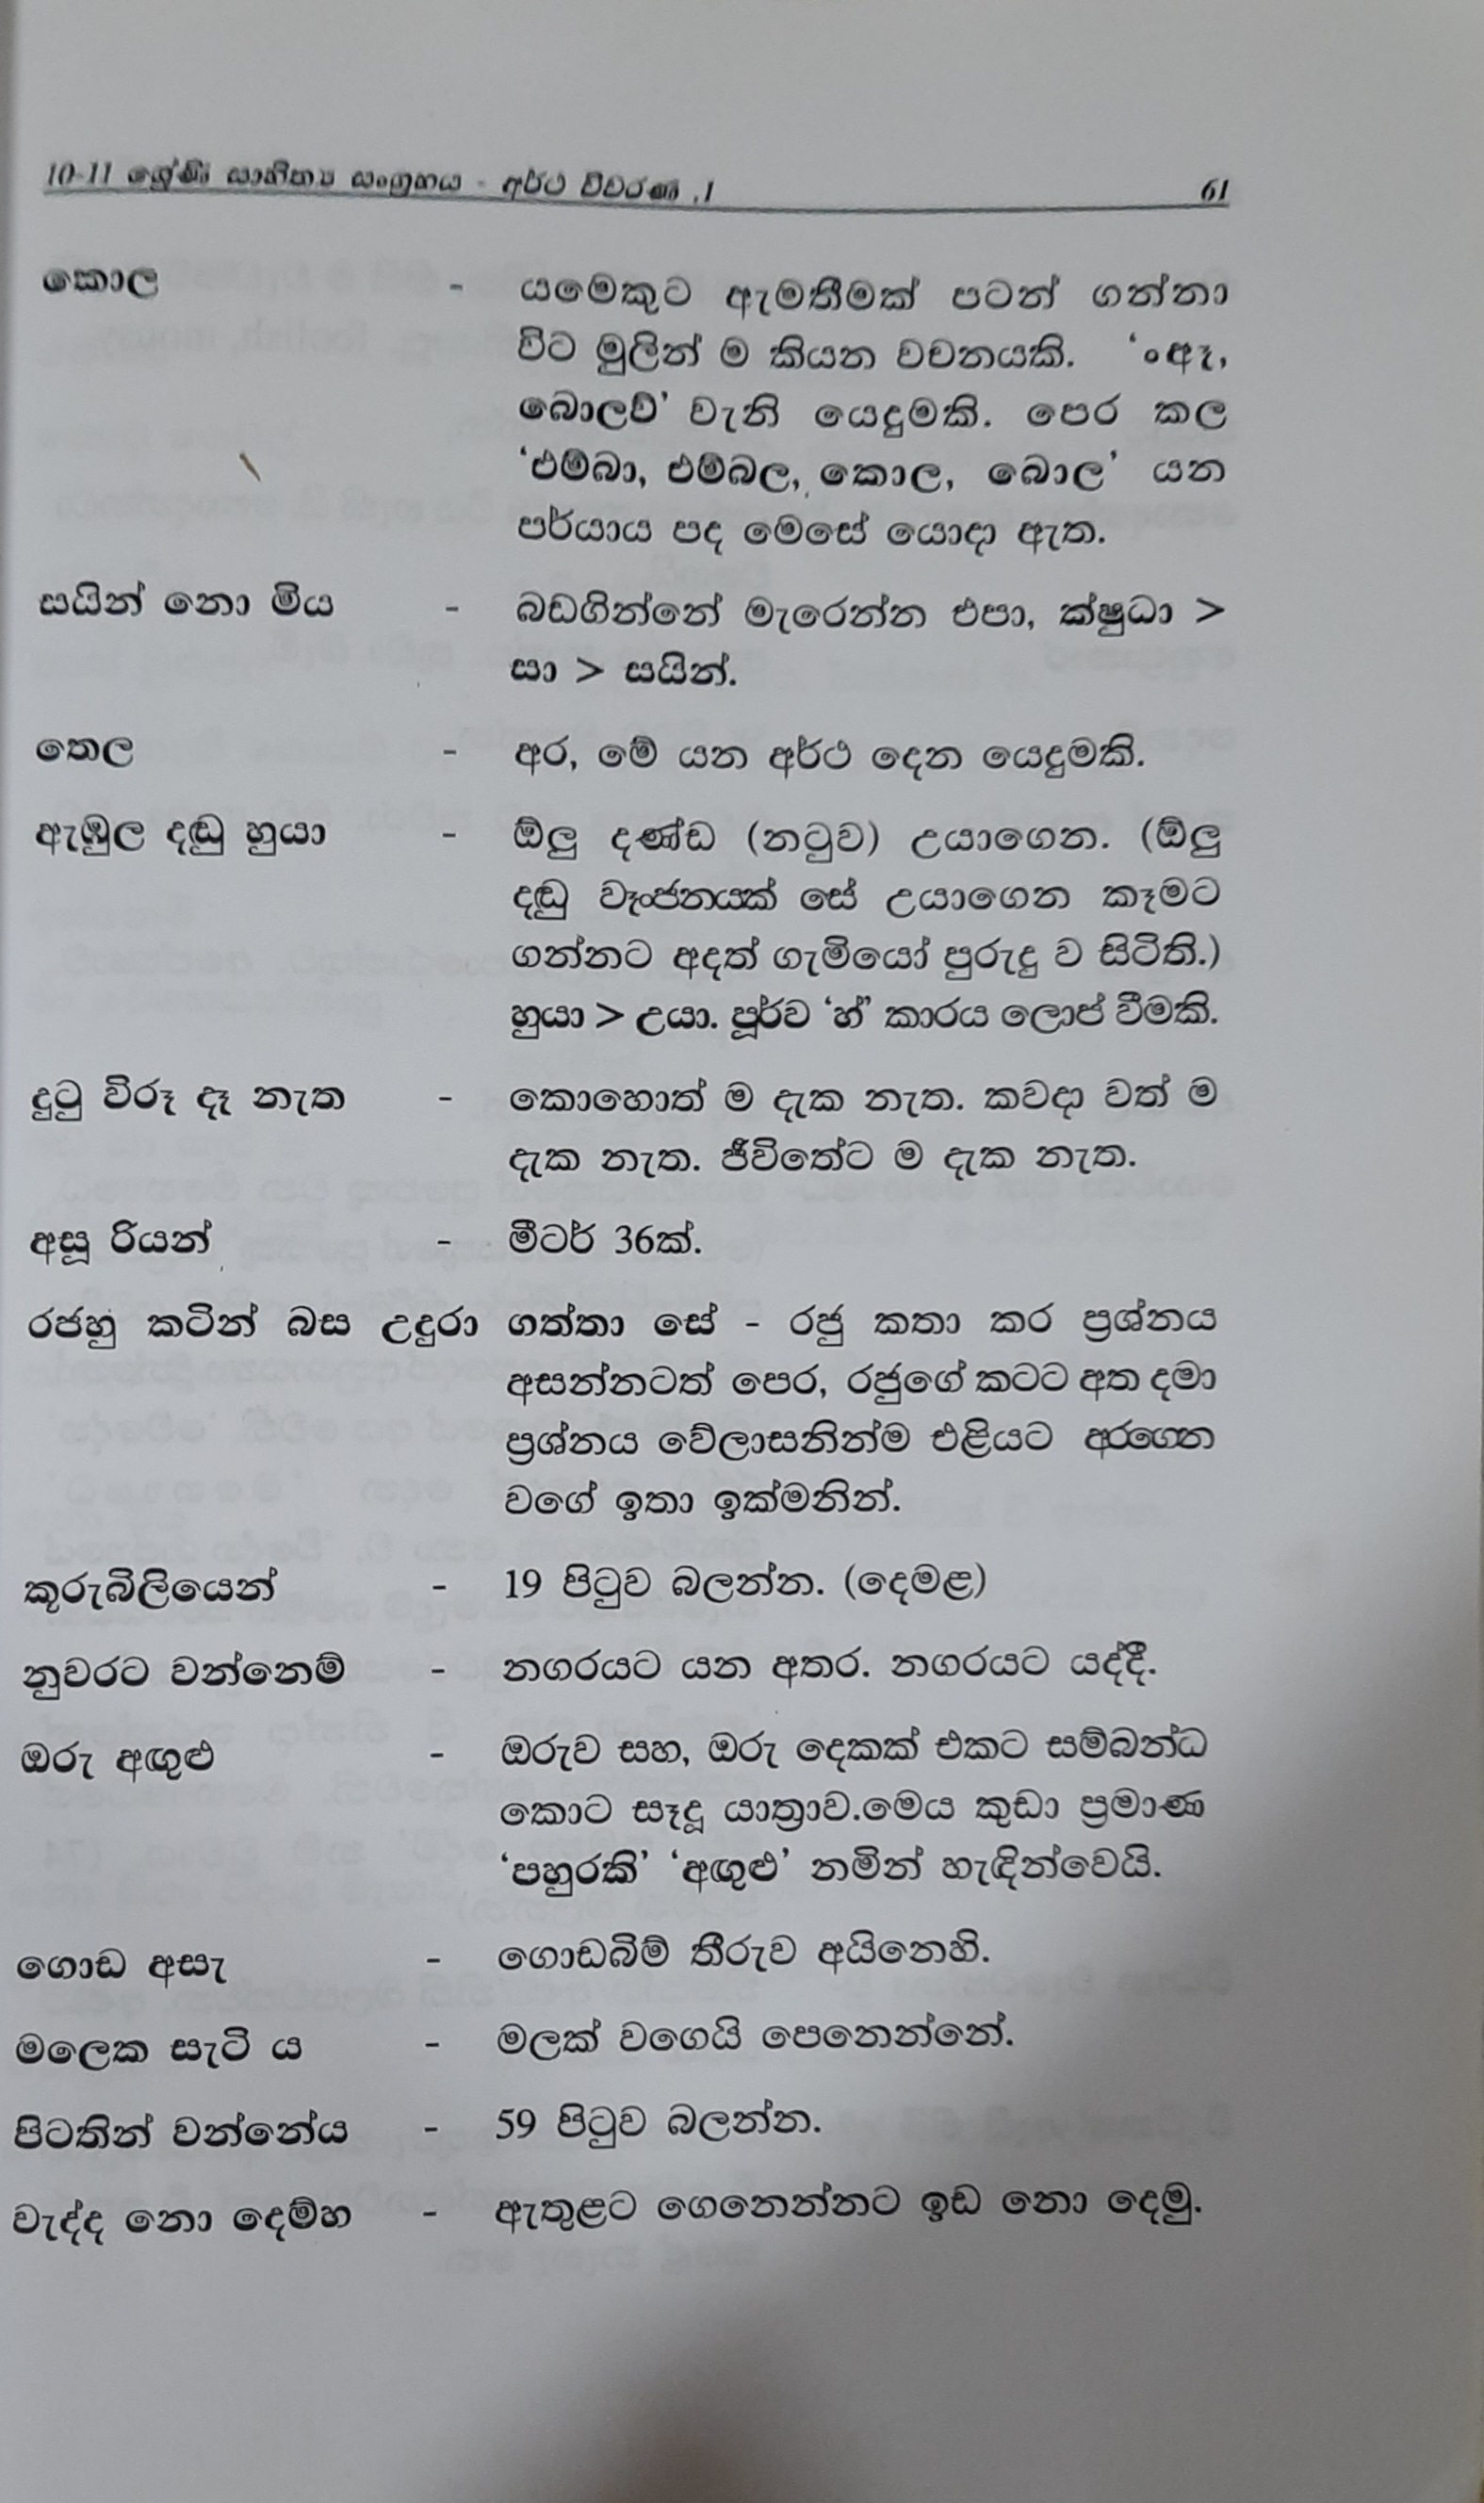 10-11 ශ්‍රේණි සාහිත්‍ය සංග්‍රහය - අර්ථ විවරණ .1 61
කොල - යමෙකුට ඇමතීමක් පටන් ගන්නා
විට මුලින් ම කියන වචනයකි. ‘ංඈ,
බොලව්’ වැනි යෙදුමකි. පෙර කල
‘එම්බා, එම්බල, කොල, බොල’ යන
පර්යාය පද මෙසේ යොදා ඇත.
සයින් නො මිය - බඩගින්නේ මැරෙන්න එපා, ක්ෂුධා >
සා > සයින්.
තෙල - අර, මේ යන අර්ථ දෙන යෙදුමකි.
ඇඹුල දඬු හුයා - ඕලු දණ්ඩ (නටුව) උයාගෙන. (ඕලු
දඬු ව්‍යංජනයක් සේ උයාගෙන කෑමට
ගන්නට අදත් ගැමියෝ පුරුදු ව සිටිති.)
හුයා > උයා. පූර්ව ‘හ්’ කාරය ලොප් වීමකි.
දුටු විරූ දෑ නැත - කොහොත් ම දැක නැත. කවදා වත් ම
දැක නැත. ජීවිතේට ම දැක නැත.
අසූ රියන් - මීටර් 36ක්.
රජහු කටින් බස උදුරා ගත්තා සේ - රජු කතා කර ප්‍රශ්නය
අසන්නටත් පෙර, රජුගේ කටට අත දමා
ප්‍රශ්නය වේලාසනින්ම එළියට අරගෙන
වගේ ඉතා ඉක්මනින්.
කූරුබිලියෙන් - 19 පිටුව බලන්න. (දෙමළ)
නුවරට වන්නෙම් - නගරයට යන අතර. නගරයට යද්දී.
ඔරු අඟුළු - ඔරුව සහ, ඔරු දෙකක් එකට සම්බන්ධ
කොට සෑදූ යාත්‍රාව.මෙය කුඩා ප්‍රමාණ
‘පහුරකි’ ‘අඟුළු’ නමින් හැඳින්වෙයි.
ගොඩ අසැ - ගොඩබිම් තීරුව අයිනෙහි.
මලෙක සැටි ය - මලක් වගෙයි පෙනෙන්නේ.
පිටතින් වන්නේය - 59 පිටුව බලන්න.
වැද්ද නො දෙම්හ - ඇතුළට ගෙනෙන්නට ඉඩ නො දෙමු.